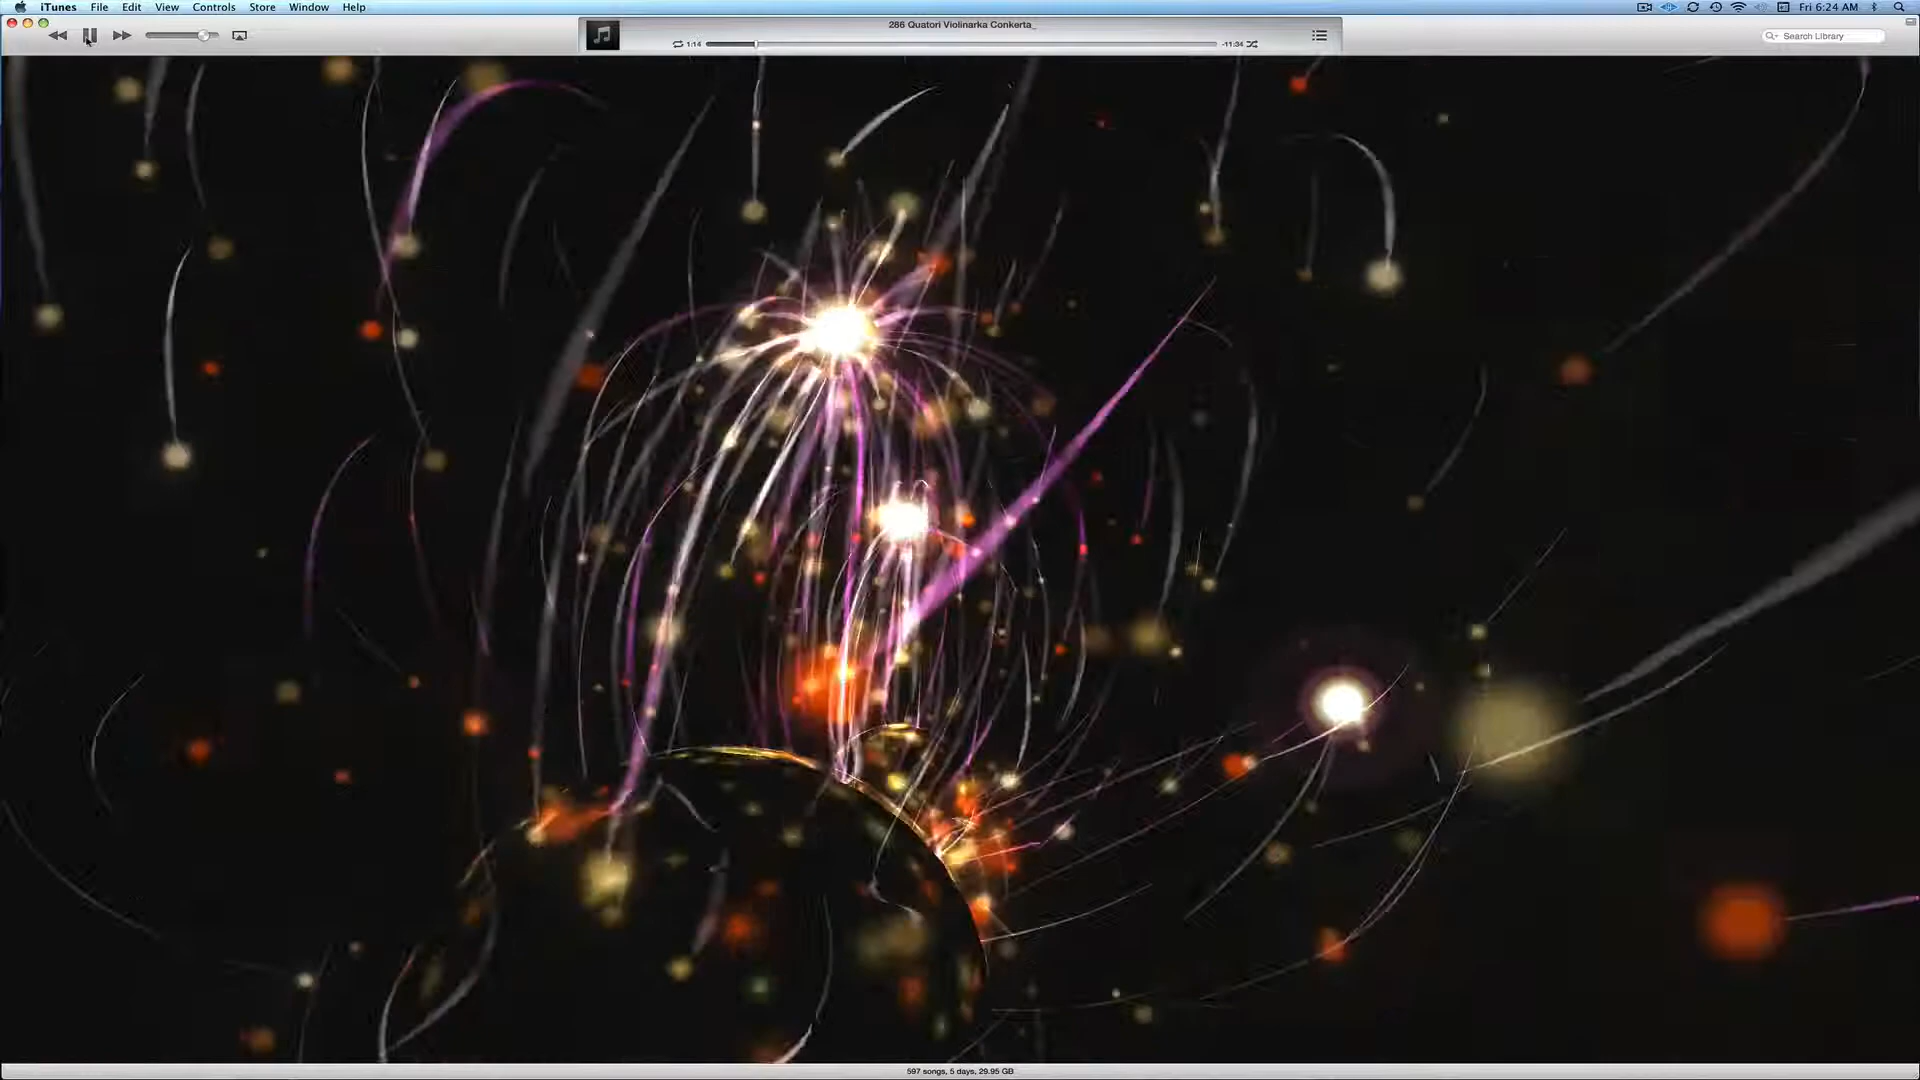 iTunes File Edit View Controls Store Window Help
Fri 6:24 AM
286 Quatori Violinarka Conkerta_
1:14
-11:34
Search Library
597 songs, 5 days, 29.95 GB